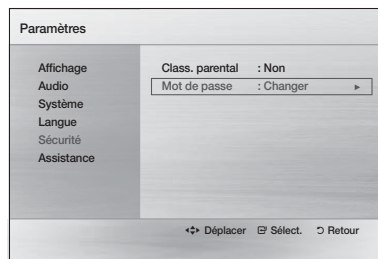 Paramètres
Affichage
Audio
Système
Langue
Sécurité
Assistance
Class. parental : Non
Mot de passe : Changer ►
Déplacer Sélect. Retour